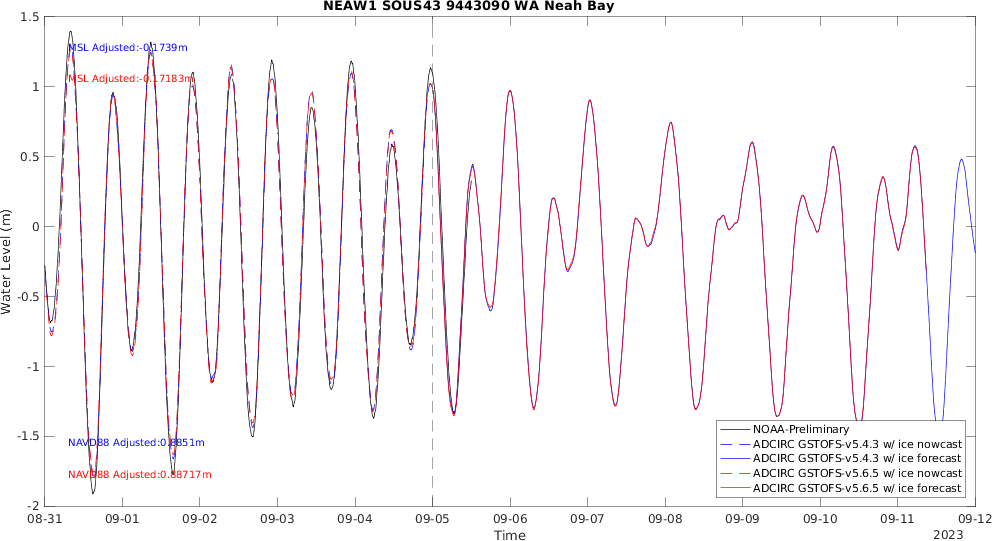 NEAW1 SOUS43 9443090 WA Neah Bay
1.5
1
0.5
0
-0.5
-1
-1.5
-2
Water Level (m)
MSL Adjusted:-0.1739m
MSL Adjusted:-0.17183m
NAVD88 Adjusted:0.8851m
NAVD88 Adjusted:0.88717m
NOAA-Preliminary
ADCIRC GSTOFS-v5.4.3 w/ ice nowcast
ADCIRC GSTOFS-v5.4.3 w/ ice forecast
ADCIRC GSTOFS-v5.6.5 w/ ice nowcast
ADCIRC GSTOFS-v5.6.5 w/ ice forecast
08-31 09-01 09-02 09-03 09-04 09-05 09-06 09-07 09-08 09-09 09-10 09-11 09-12
Time
2023